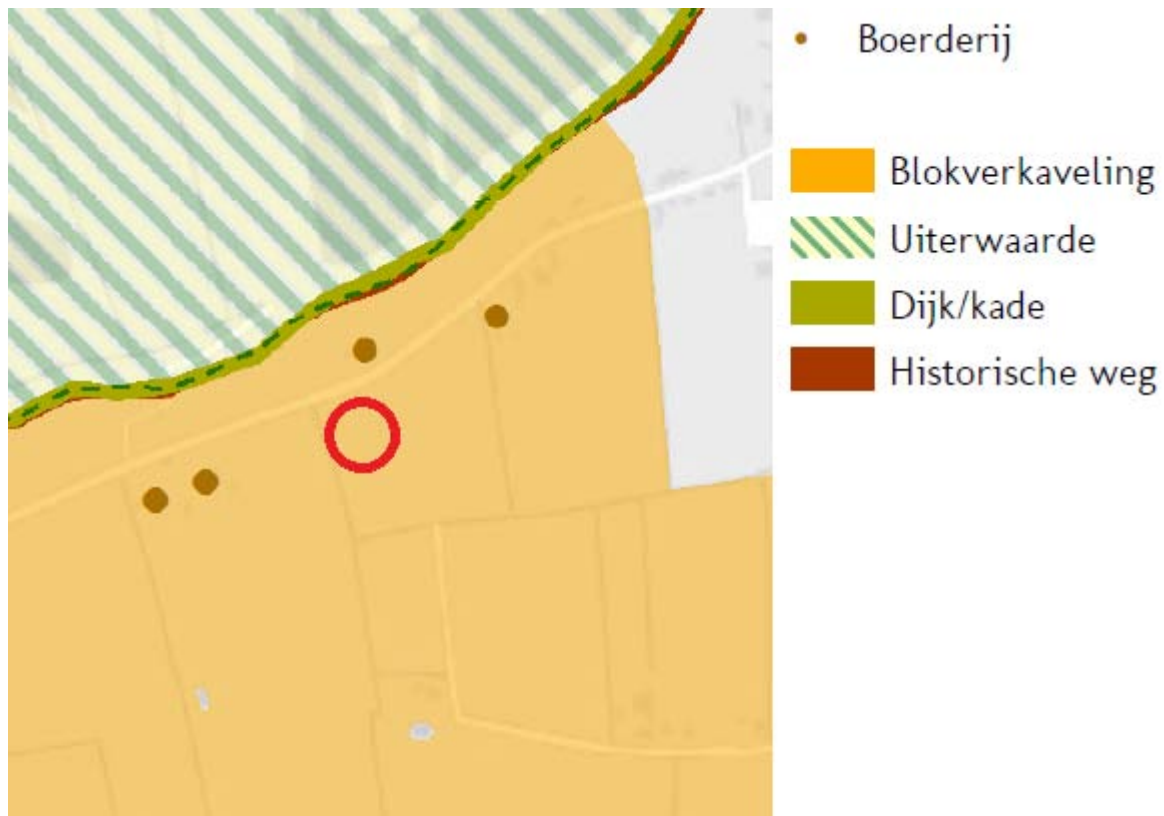 Boerderij
Blokverkaveling
Uiterwaarde
Dijk/kade
Historische weg